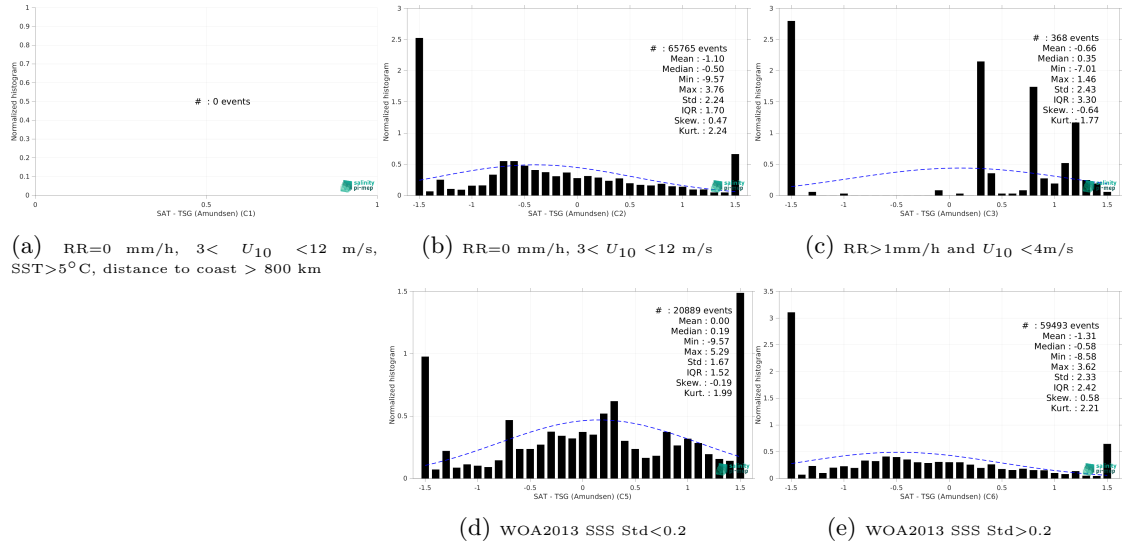 1
0.9
0.8
0.7
0.6
0.5
0.4
0.3
0.2
0.1
0
Normalized histogram
# : 0 events
salinity
pi-mep
0 0.5 1
SAT - TSG (Amundsen) (C1)
(a) RR=0 mm/h, 3< U10 <12 m/s,
SST>5°C, distance to coast > 800 km
3
2.5
2
1.5
1
0.5
0
Normalized histogram
# : 65765 events
Mean : -1.10
Median : -0.50
Min : -9.57
Max : 3.76
Std : 2.24
IQR : 1.70
Skew. : 0.47
Kurt. : 2.24
salinity
pi-mep
-1.5 -1 -0.5 0 0.5 1 1.5
SAT - TSG (Amundsen) (C2)
(b) RR=0 mm/h, 3< U10 <12 m/s
3
2.5
2
1.5
1
0.5
0
Normalized histogram
# : 368 events
Mean : -0.66
Median : 0.35
Min : -7.01
Max : 1.46
Std : 2.43
IQR : 3.30
Skew. : -0.64
Kurt. : 1.77
salinity
pi-mep
-1.5 -1 -0.5 0 0.5 1 1.5
SAT - TSG (Amundsen) (C3)
(c) RR>1mm/h and U10 <4m/s
1.5
1
0.5
0
Normalized histogram
# : 20889 events
Mean : 0.00
Median : 0.19
Min : -9.57
Max : 5.29
Std : 1.67
IQR : 1.52
Skew. : -0.19
Kurt. : 1.99
salinity
pi-mep
-1.5 -1 -0.5 0 0.5 1 1.5
SAT - TSG (Amundsen) (C5)
(d) WOA2013 SSS Std<0.2
3.5
3
2.5
2
1.5
1
0.5
0
Normalized histogram
# : 59493 events
Mean : -1.31
Median : -0.58
Min : -8.58
Max : 3.62
Std : 2.33
IQR : 2.42
Skew. : 0.58
Kurt. : 2.21
salinity
pi-mep
-1.5 -1 -0.5 0 0.5 1 1.5
SAT - TSG (Amundsen) (C6)
(e) WOA2013 SSS Std>0.2